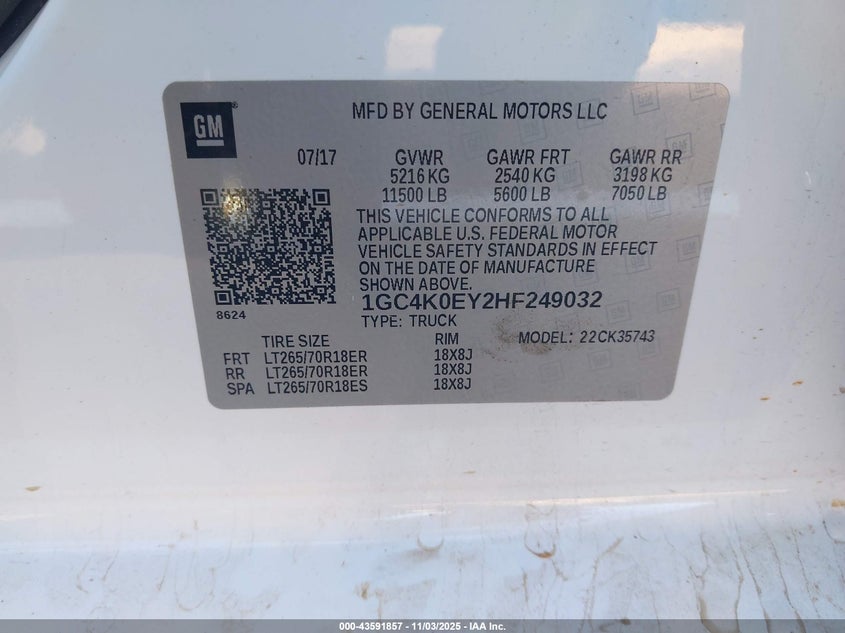 GM
MFD BY GENERAL MOTORS LLC
07/17 GVWR GAWR FRT GAWR RR
5216 KG 2540 KG 3198 KG
11500 LB 5600 LB 7050 LB
THIS VEHICLE CONFORMS TO ALL
APPLICABLE U.S. FEDERAL MOTOR
VEHICLE SAFETY STANDARDS IN EFFECT
ON THE DATE OF MANUFACTURE
SHOWN ABOVE.
1GC4K0EY2HF249032
8624
TYPE: TRUCK
TIRE SIZE RIM MODEL: 22CK35743
FRT LT265/70R18ER 18X8J
RR LT265/70R18ER 18X8J
SPA LT265/70R18ES 18X8J
000-43591857 - 11/03/2025 - IAA Inc.